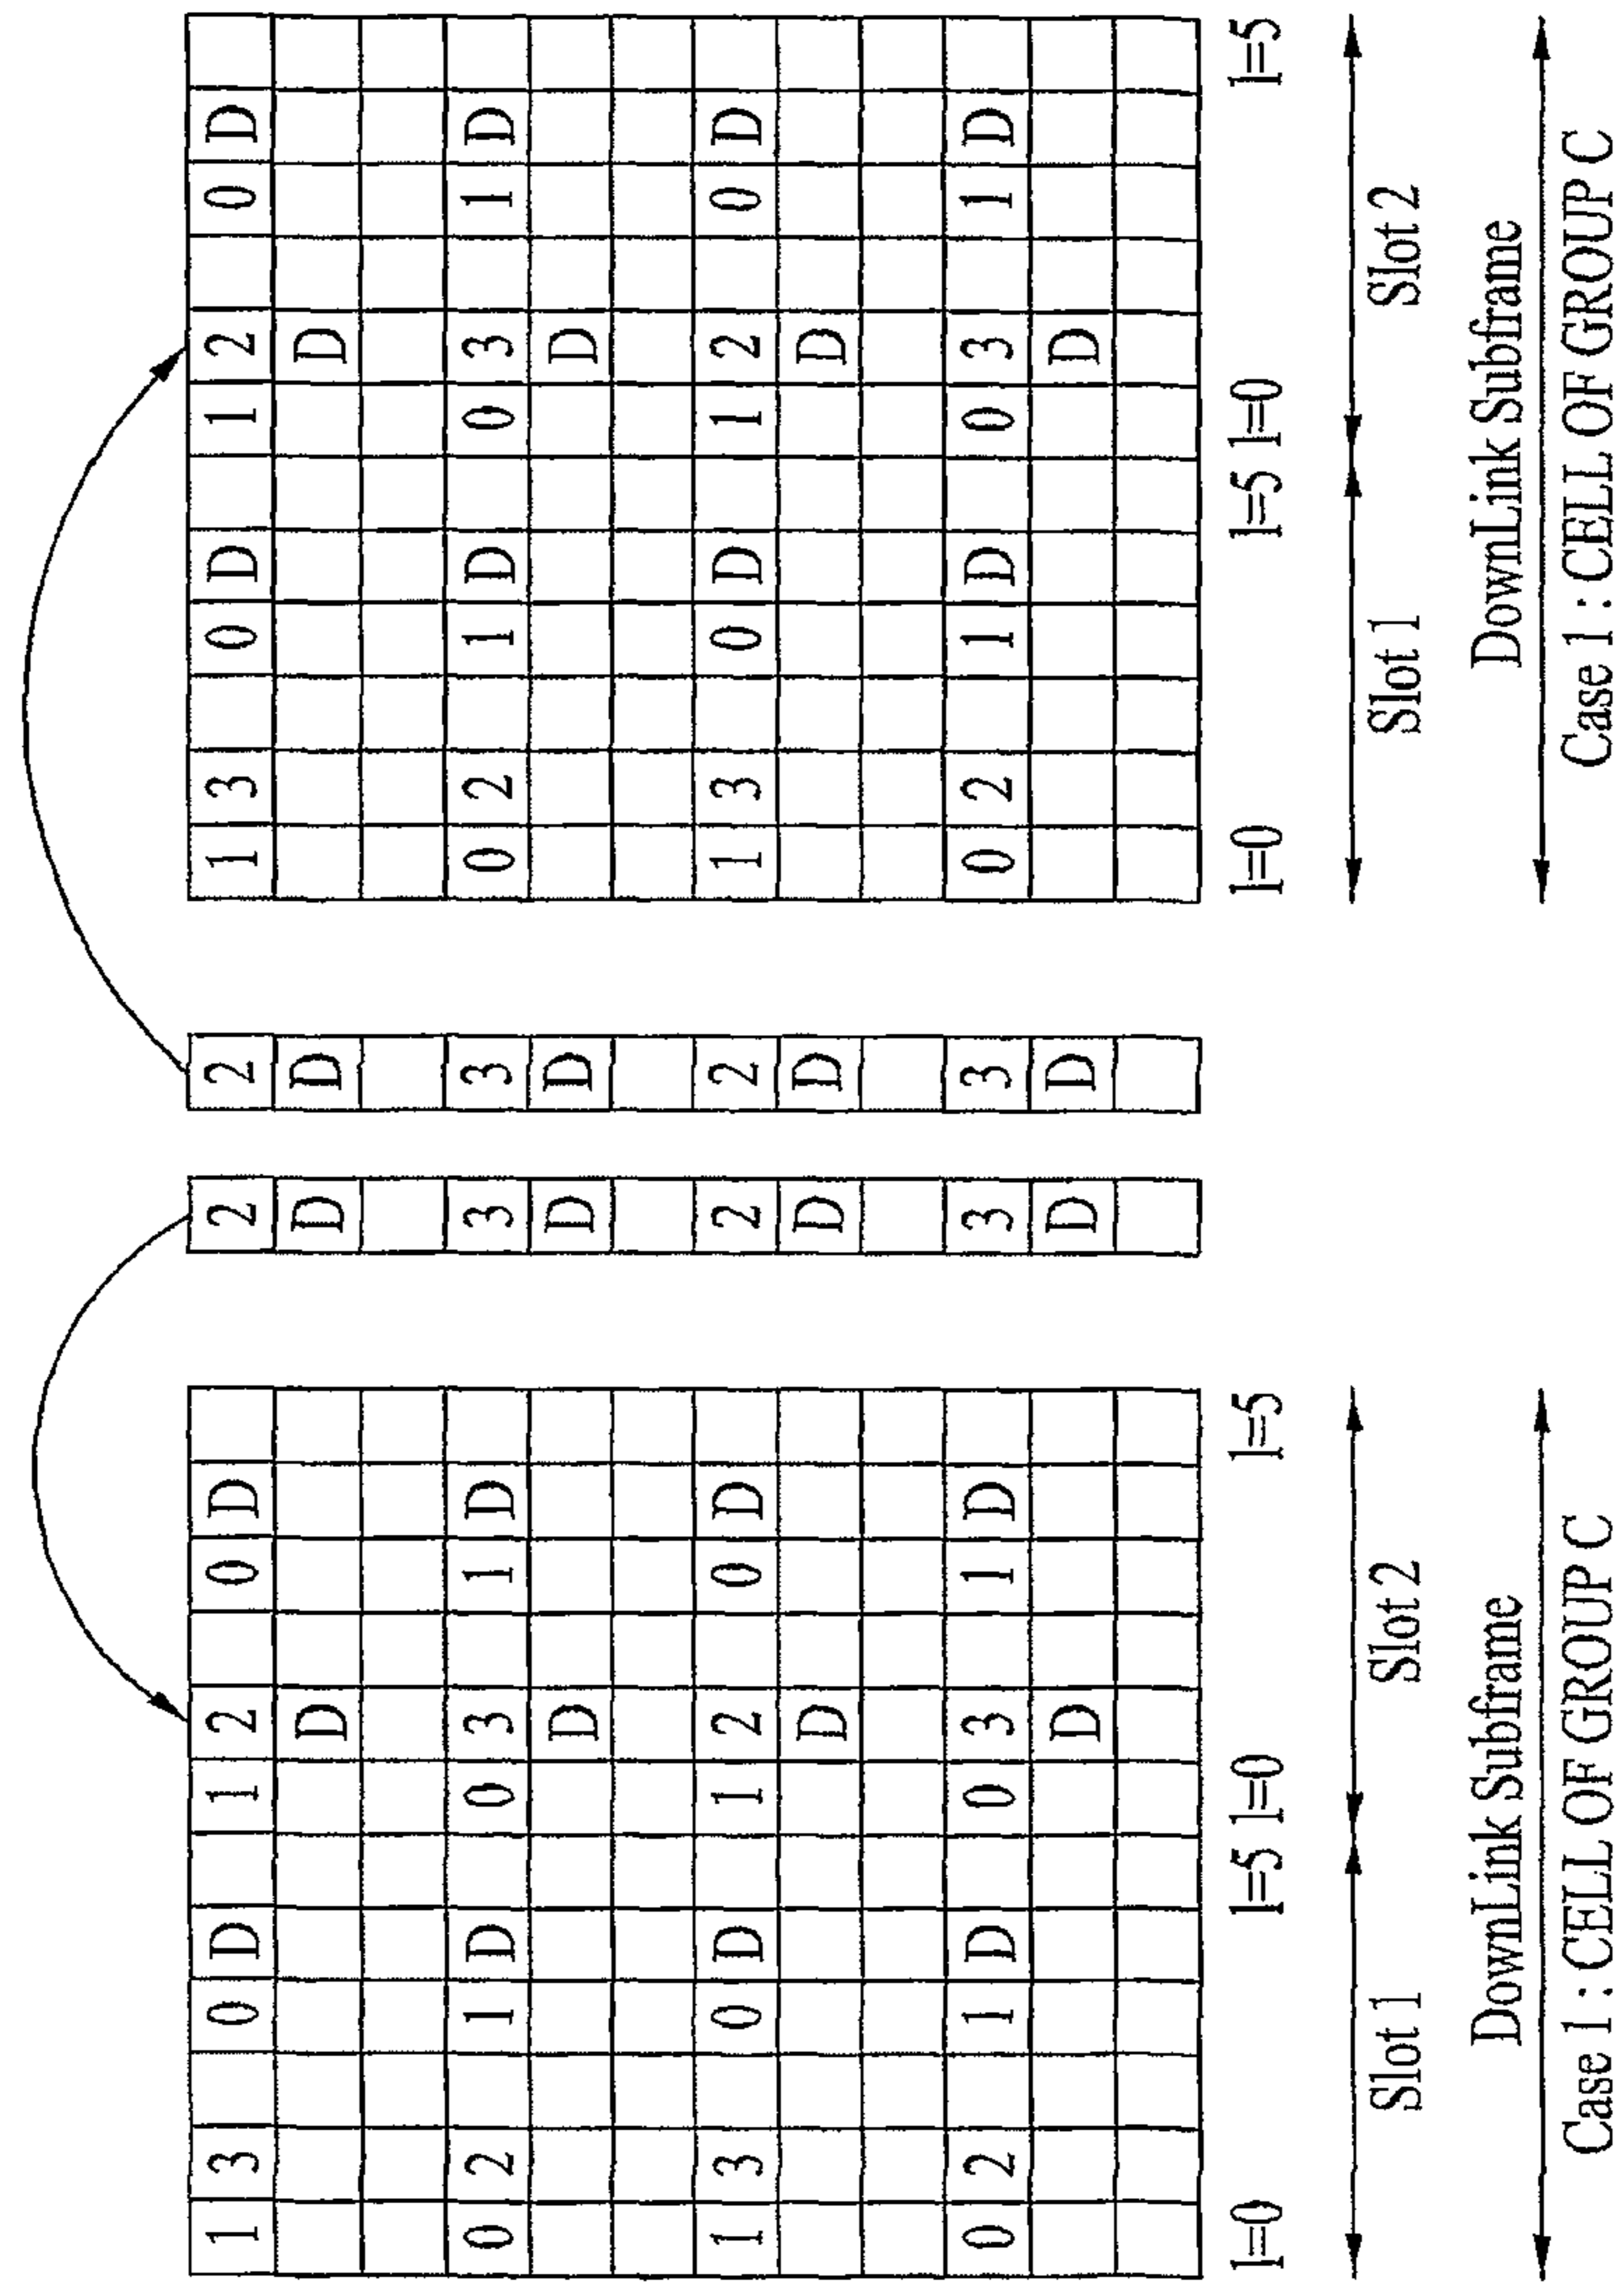 1 3 0 D 1 2 0 D 2 2 1 3 0 D 1 2 0 D
D D D D
0 2 1 D 0 3 1 D 3 3 0 2 1 D 0 3 1 D
D D D D
1 3 0 D 1 2 0 D 2 2 1 3 0 D 1 2 0 D
D D D D
0 2 1 D 0 3 1 D 3 3 0 2 1 D 0 3 1 D
D D D D
l=0 l=5 l=0 l=5 l=0 l=5 l=0 l=5
Slot 1 Slot 2 Slot 1 Slot 2
DownLink Subframe DownLink Subframe
Case 1 : CELL OF GROUP C Case 1 : CELL OF GROUP C